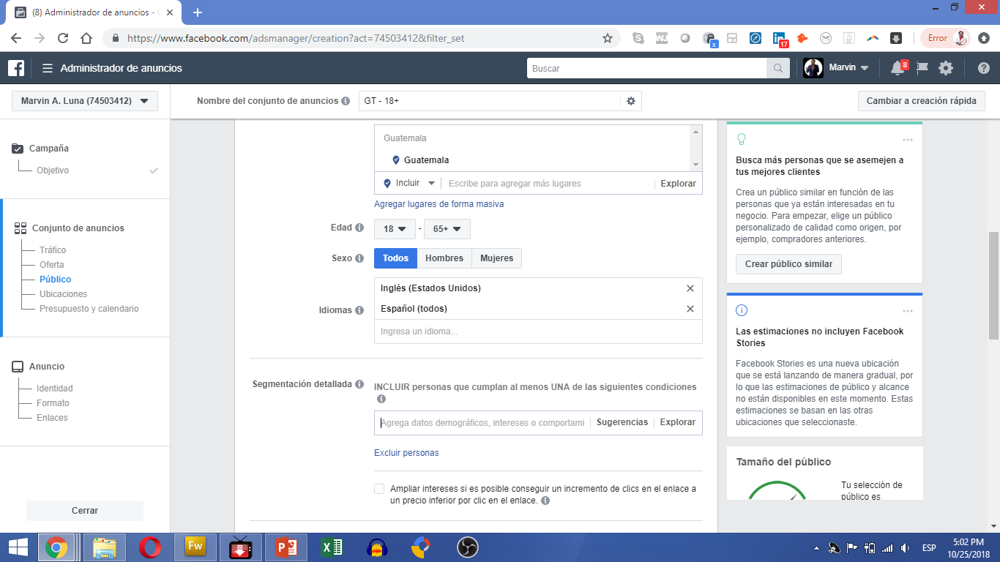 (8) Administrador de anuncios -
https://www.facebook.com/adsmanager/creation?act=74503412&filter_set
x
17
Error
Administrador de anuncios
Buscar
Marvin
8
Marvin A. Luna (74503412)
Nombre del conjunto de anuncios
GT - 18+
Cambiar a creación rápida
Campaña
Objetivo
Conjunto de anuncios
Tráfico
Oferta
Público
Ubicaciones
Presupuesto y calendario
Anuncio
Identidad
Formato
Enlaces
Cerrar
Guatemala
Guatemala
Incluir
Escribe para agregar más lugares
Explorar
Agregar lugares de forma masiva
Edad
18
-
65+
Sexo
Todos
Hombres
Mujeres
Idiomas
Inglés (Estados Unidos)
Español (todos)
Ingresa un idioma...
Segmentación detallada
INCLUIR personas que cumplan al menos UNA de las siguientes condiciones
Agrega datos demográficos, intereses o comportami
Sugerencias
Explorar
Excluir personas
Ampliar intereses si es posible conseguir un incremento de clics en el enlace a
un precio inferior por clic en el enlace.
Busca más personas que se asemejen a
tus mejores clientes
Crea un público similar en función de las
personas que ya están interesadas en tu
negocio. Para empezar, elige un público
personalizado de calidad como origen, por
ejemplo, compradores anteriores.
Crear público similar
Las estimaciones no incluyen Facebook
Stories
Facebook Stories es una nueva ubicación
que se está lanzando de manera gradual, por
lo que las estimaciones de público y alcance
no están disponibles en este momento. Estas
estimaciones se basan en las otras
ubicaciones que seleccionaste.
Tamaño del público
Tu selección de
público es
Fw
ESP
5:02 PM
10/25/2018